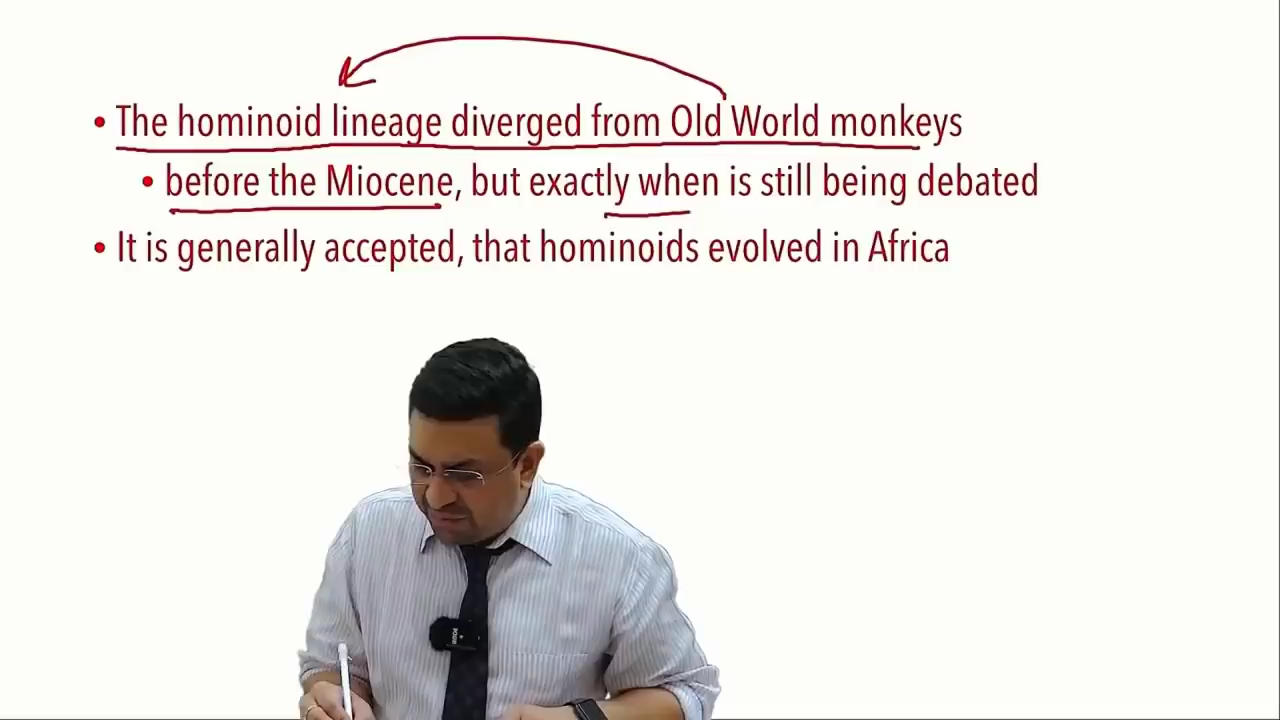 • The hominoid lineage diverged from Old World monkeys
• before the Miocene, but exactly when is still being debated
• It is generally accepted, that hominoids evolved in Africa